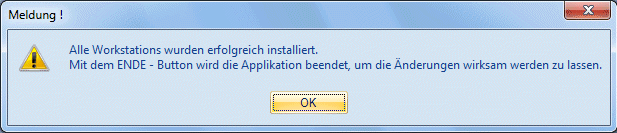 Meldung !
Alle Workstations wurden erfolgreich installiert.
Mit dem ENDE - Button wird die Applikation beendet, um die Änderungen wirksam werden zu lassen.
OK